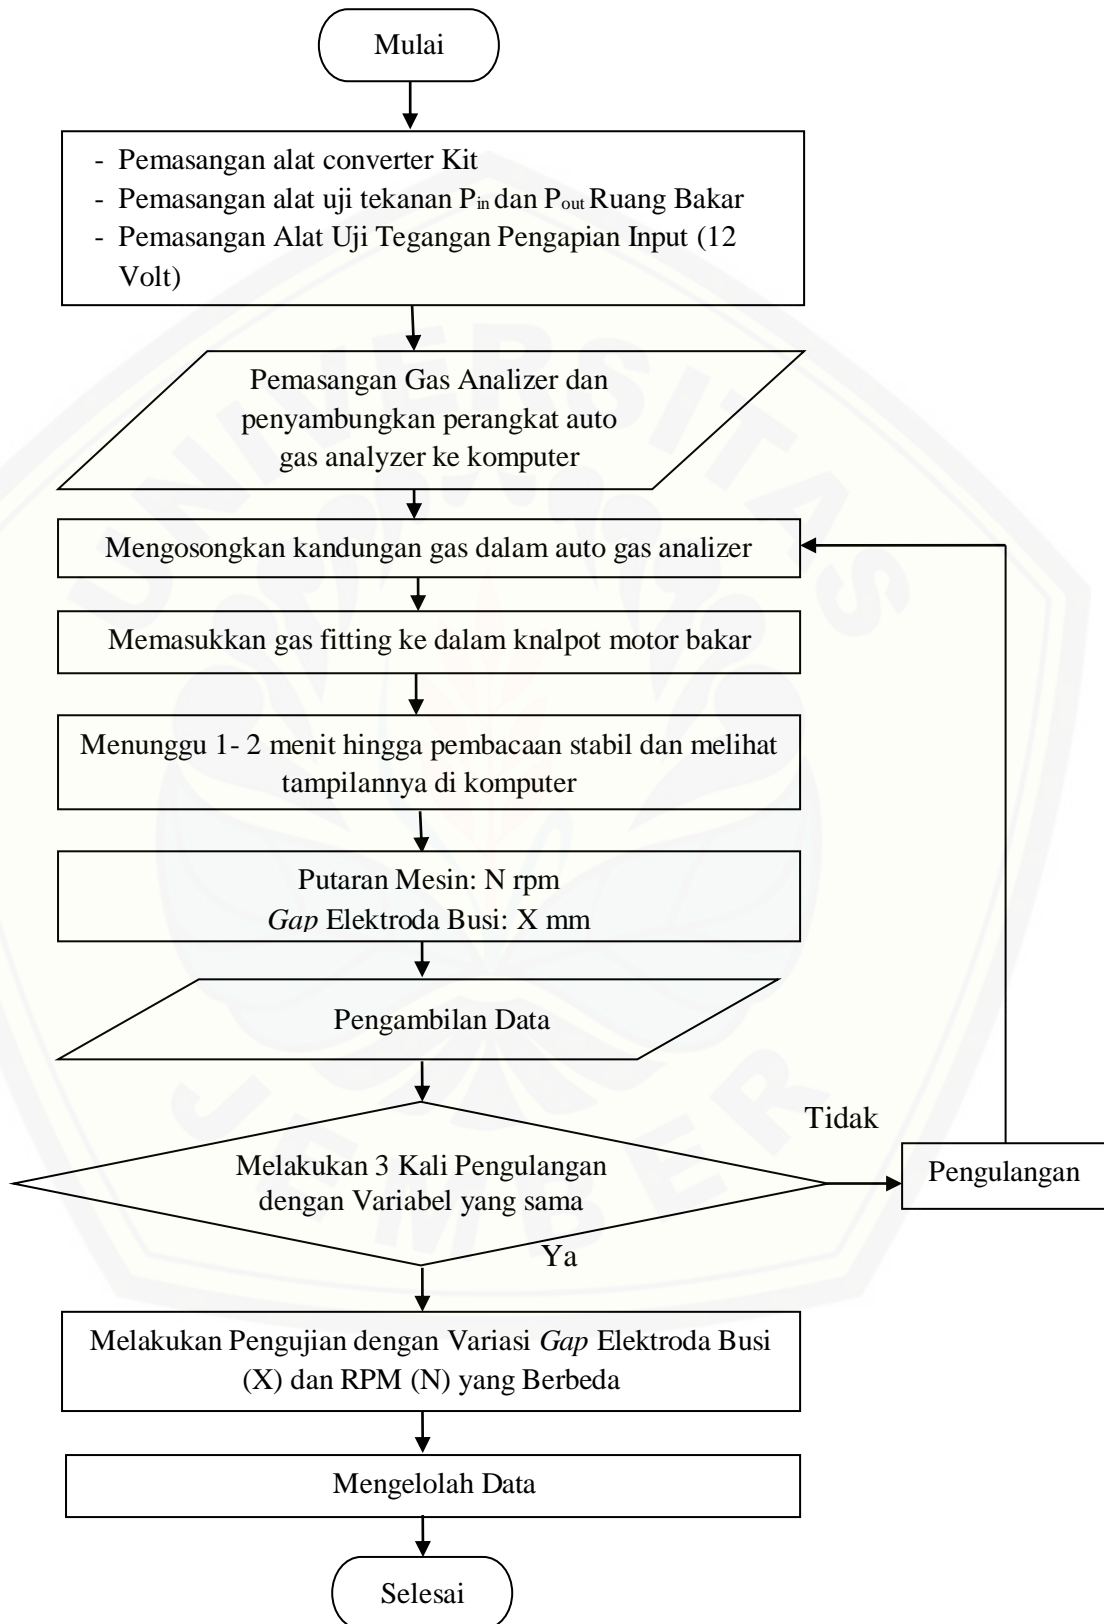 Mulai
- Pemasangan alat converter Kit
- Pemasangan alat uji tekanan Pin dan Pout Ruang Bakar
- Pemasangan Alat Uji Tegangan Pengapian Input (12
Volt)
Pemasangan Gas Analizer dan
penyambungkan perangkat auto
gas analyzer ke komputer
Mengosongkan kandungan gas dalam auto gas analizer
Memasukkan gas fitting ke dalam knalpot motor bakar
Menunggu 1- 2 menit hingga pembacaan stabil dan melihat
tampilannya di komputer
Putaran Mesin: N rpm
Gap Elektroda Busi: X mm
Pengambilan Data
Melakukan 3 Kali Pengulangan
dengan Variabel yang sama
Tidak
Pengulangan
Ya
Melakukan Pengujian dengan Variasi Gap Elektroda Busi
(X) dan RPM (N) yang Berbeda
Mengelolah Data
Selesai
UNIVERSITAS
JEMBER